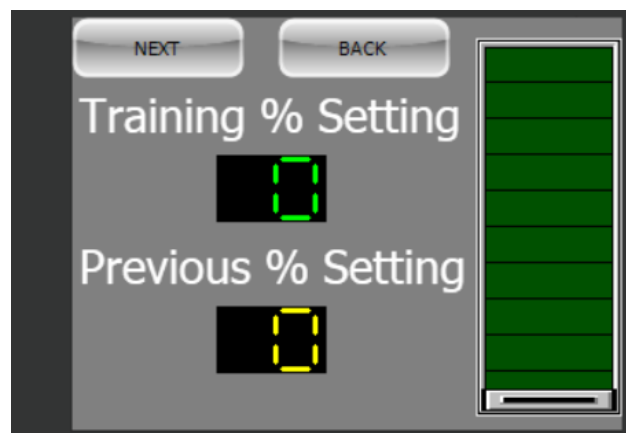 NEXT BACK
Training % Setting
0
Previous % Setting
0